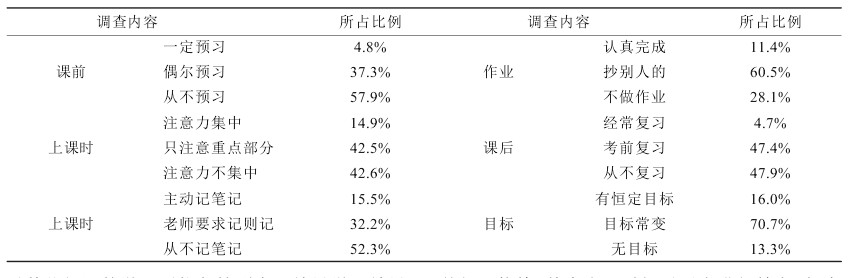 调查内容 所占比例 调查内容 所占比例
一定预习 4.8% 认真完成 11.4%
课前 偶尔预习 37.3% 作业 抄别人的 60.5%
从不预习 57.9% 不做作业 28.1%
注意力集中 14.9% 经常复习 4.7%
上课时 只注意重点部分 42.5% 课后 考前复习 47.4%
注意力不集中 42.6% 从不复习 47.9%
主动记笔记 15.5% 有恒定目标 16.0%
上课时 老师要求记则记 32.2% 目标 目标常变 70.7%
从不记笔记 52.3% 无目标 13.3%